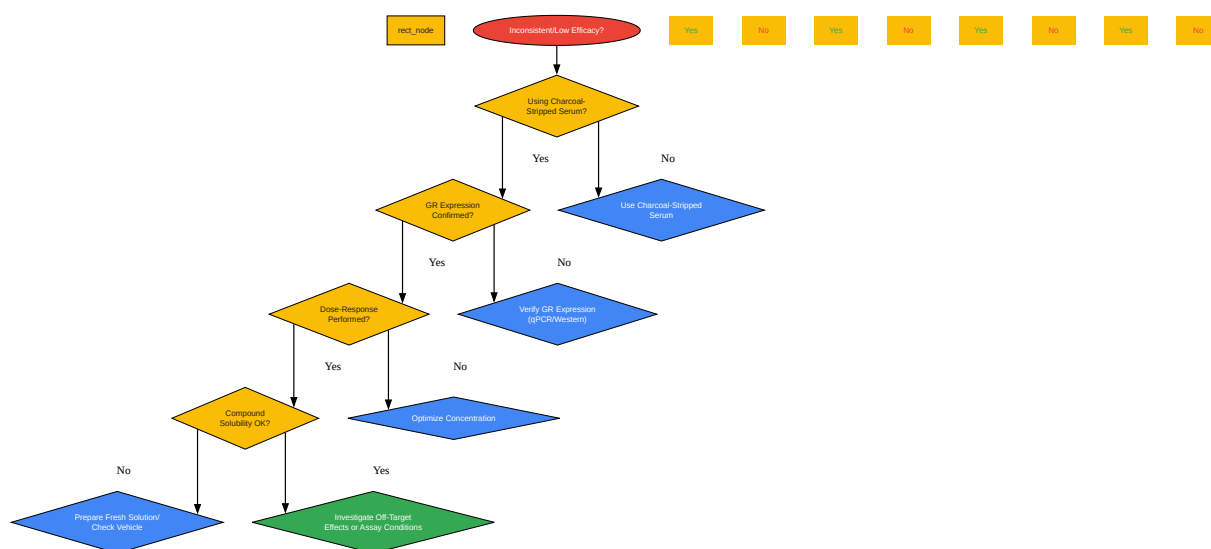 rect_node
Inconsistent/Low Efficacy?
Yes
No
Yes
No
Yes
No
Yes
No
Using Charcoal-
Stripped Serum?
Yes
No
GR Expression
Confirmed?
Use Charcoal-Stripped
Serum
Yes
No
Dose-Response
Performed?
Verify GR Expression
(qPCR/Western)
Yes
No
Compound
Solubility OK?
Optimize Concentration
No
Yes
Prepare Fresh Solution/
Check Vehicle
Investigate Off-Target
Effects or Assay Conditions